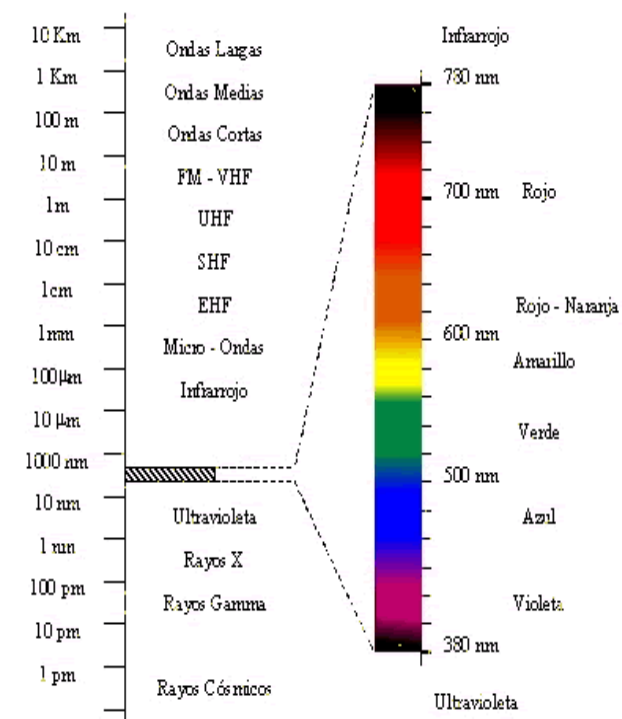 10 Km
1 Km
100 m
10 m
1m
10 cm
1cm
1mm
100µm
10 µm
1000 nm
10 nm
1 nm
100 pm
10 pm
1 pm
Ondas Largas
Ondas Medias
Ondas Cortas
FM - VHF
UHF
SHF
EHF
Micro - Ondas
Infrarrojo
Ultravioleta
Rayos X
Rayos Gamma
Rayos Cósmicos
Infrarrojo
780 nm
700 nm
Rojo
Rojo - Naranja
600 nm
Amarillo
Verde
500 nm
Azul
Violeta
380 nm
Ultravioleta